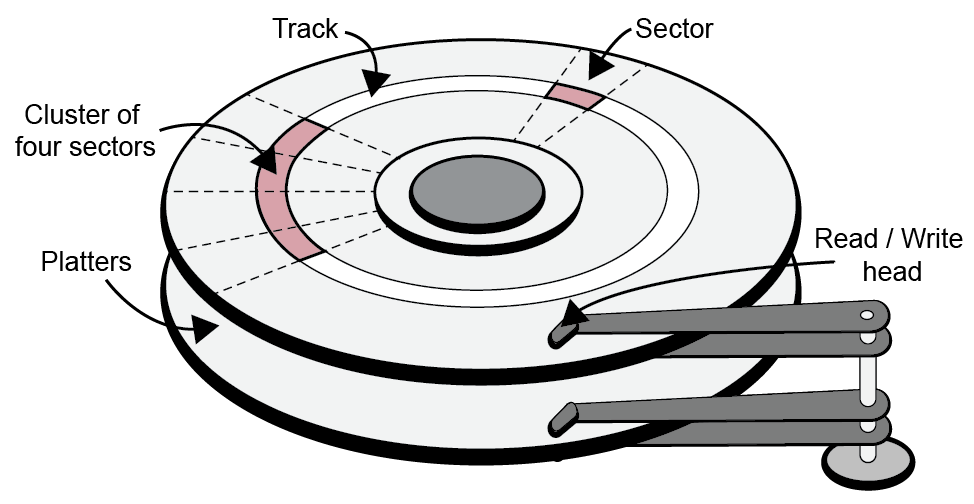 Track
Sector
Cluster of
four sectors
Platters
Read / Write
head